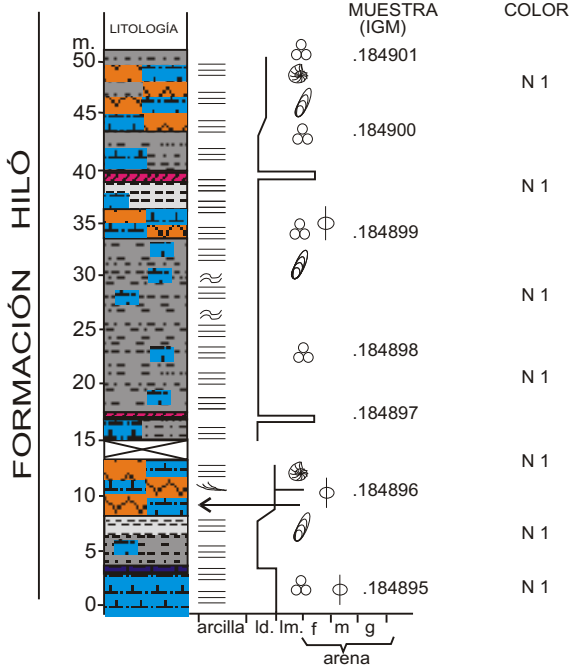 MUESTRA
(IGM)
COLOR
LITOLOGÍA
m.
FORMACIÓN HILÓ
50
.184901
N 1
45
.184900
40
N 1
35
.184899
30
N 1
25
.184898
20
N 1
.184897
15
N 1
10
.184896
5
N 1
0
.184895
N 1
arcilla ld. lm. f m g
arena